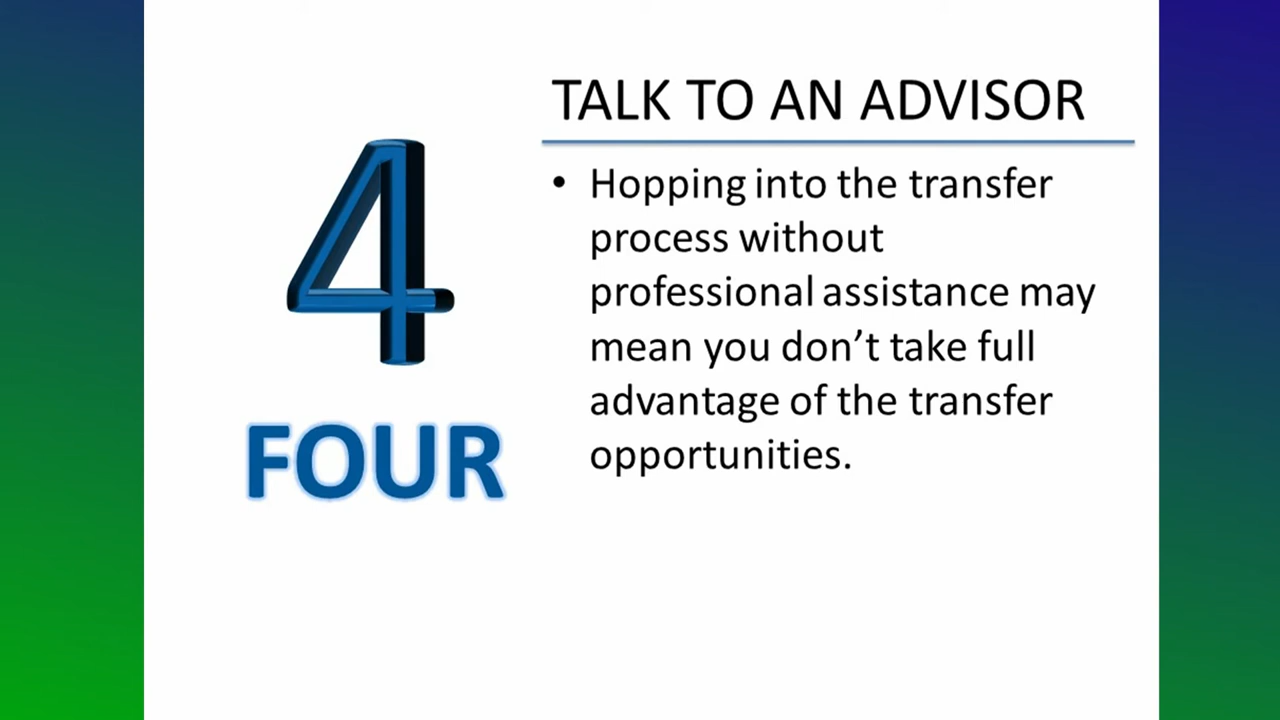 4
FOUR
TALK TO AN ADVISOR
• Hopping into the transfer
process without
professional assistance may
mean you don’t take full
advantage of the transfer
opportunities.